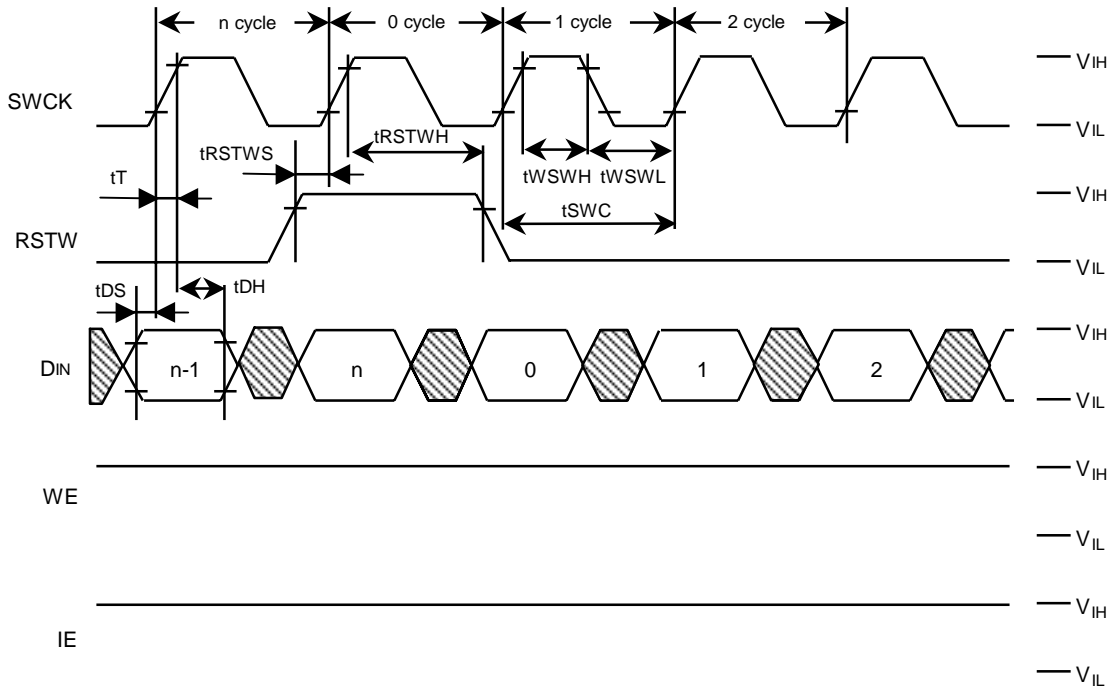 n cycle 0 cycle 1 cycle 2 cycle
SWCK
VIH
VIL
tRSTWH
tRSTWS
tWSWH tWSWL
tT
tSWC
RSTW
VIH
VIL
tDS
tDH
DIN
n-1 n 0 1 2
VIH
VIL
WE
VIH
VIL
IE
VIH
VIL